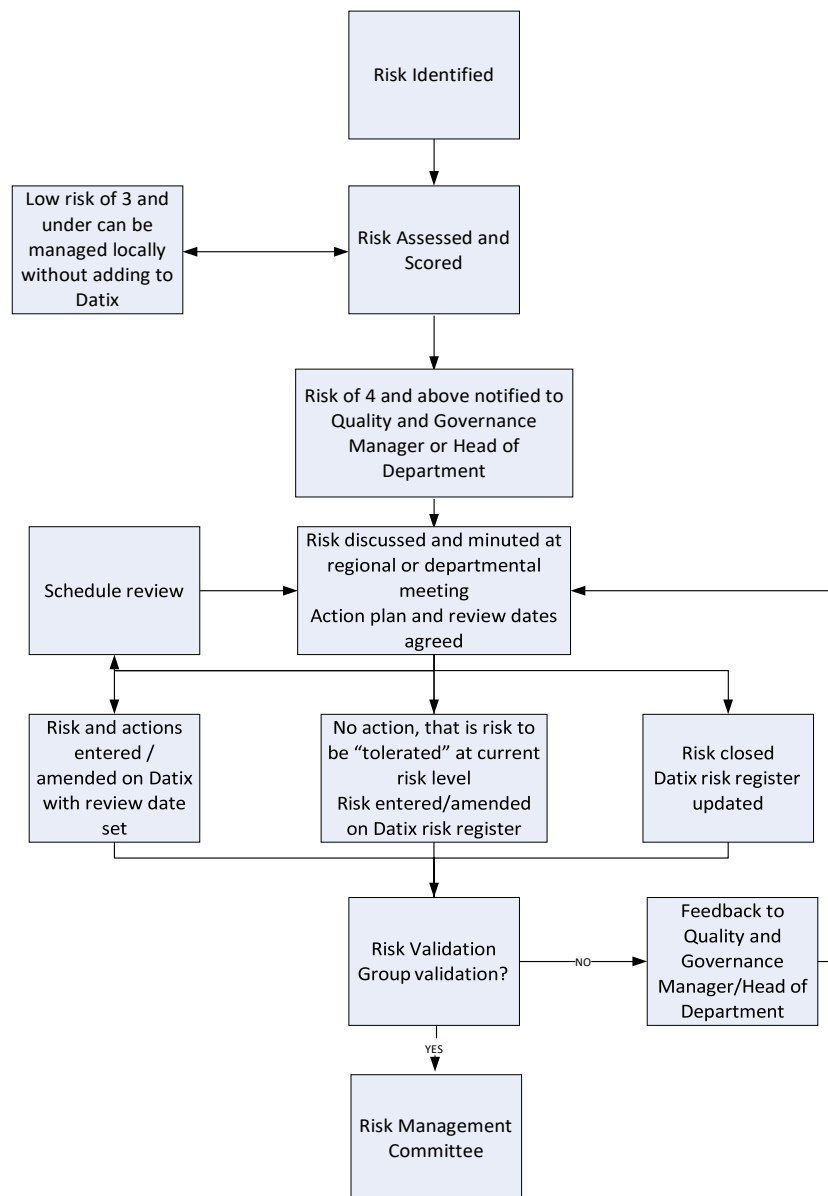 Risk Identified
Low risk of 3 and
under can be
managed locally
without adding to
Datix
Risk Assessed and
Scored
Risk of 4 and above notified to
Quality and Governance
Manager or Head of
Department
Schedule review
Risk discussed and minuted at
regional or departmental
meeting
Action plan and review dates
agreed
Risk and actions
entered /
amended on Datix
with review date
set
No action, that is risk to
be “tolerated” at current
risk level
Risk entered/amended
on Datix risk register
Risk closed
Datix risk register
updated
Risk Validation
Group validation?
NO
Feedback to
Quality and
Governance
Manager/Head of
Department
YES
Risk Management
Committee